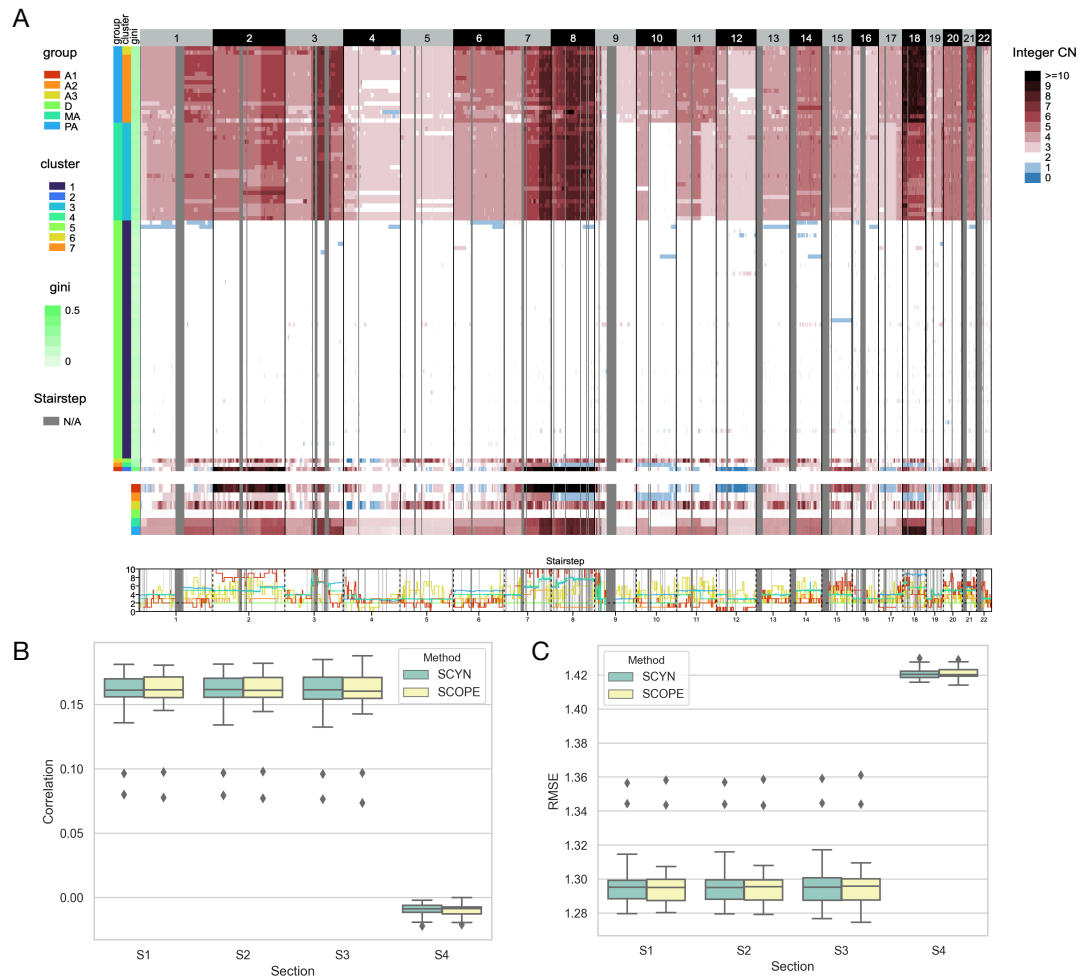 A
group
cluster
gini
1 2 3 4 5 6 7 8 9 10 11 12 13 14 15 16 17 18 19 20 21 22
group
A1
A2
A3
D
MA
PA
cluster
1
2
3
4
5
6
7
gini
0.5
0
Stairstep
N/A
Integer CN
>=10
9
8
7
6
5
4
3
2
1
0
Stairstep
10
8
6
4
2
0
1 2 3 4 5 6 7 8 9 10 11 12 13 14 15 16 17 18 19 20 21 22
B
Method
SCYN
SCOPE
Correlation
0.15
0.10
0.05
0.00
S1 S2 S3 S4
Section
C
Method
SCYN
SCOPE
RMSE
1.42
1.40
1.38
1.36
1.34
1.32
1.30
1.28
S1 S2 S3 S4
Section